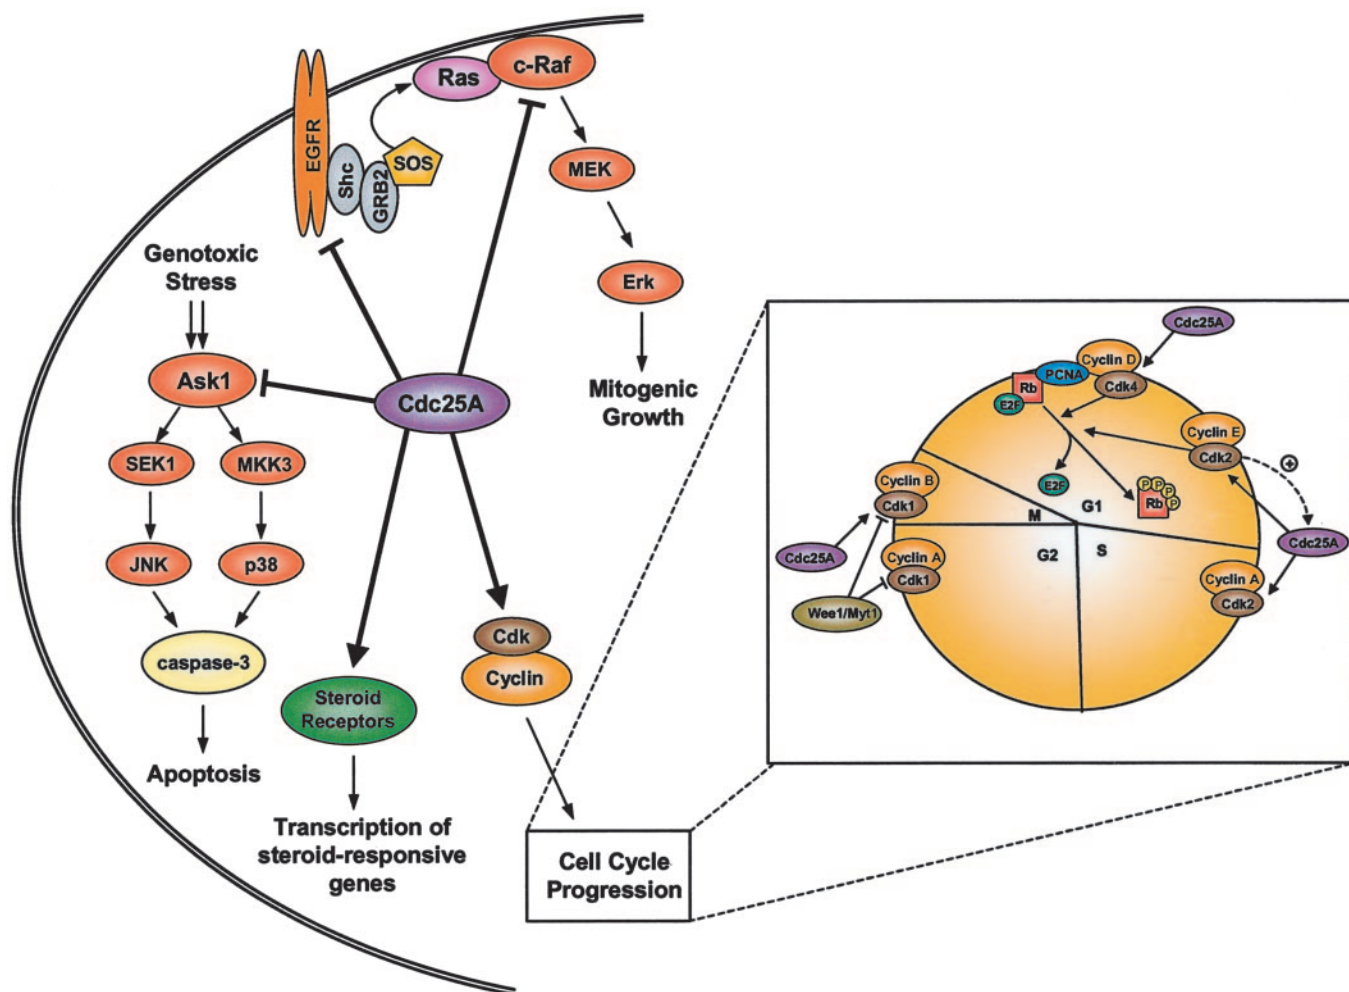 Ras
c-Raf
EGFR
Shc
GRB2
SOS
MEK
Erk
Mitogenic
Growth
Genotoxic
Stress
Ask1
SEK1
MKK3
JNK
p38
caspase-3
Apoptosis
Cdc25A
Steroid
Receptors
Transcription of
steroid-responsive
genes
Cdk
Cyclin
Cell Cycle
Progression
Cdc25A
Cyclin D
Cdk4
PCNA
Rb
E2F
Cyclin E
Cdk2
+
E2F
Rb
P
P
P
P
Cyclin B
Cdk1
M
G1
G2
S
Cdc25A
Cyclin A
Cdk1
Wee1/Myt1
Cdc25A
Cyclin A
Cdk2